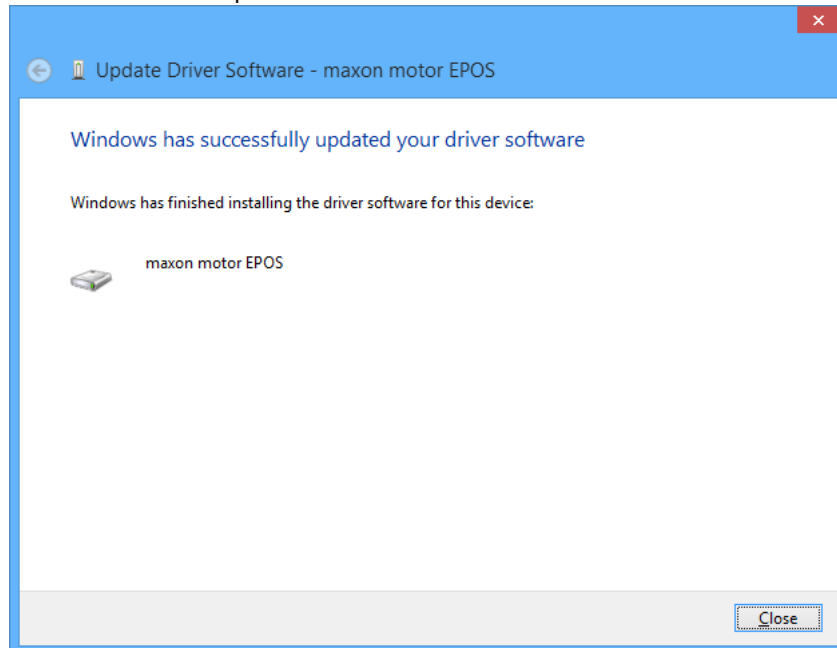 Update Driver Software - maxon motor EPOS
Windows has successfully updated your driver software
Windows has finished installing the driver software for this device:
maxon motor EPOS
Close